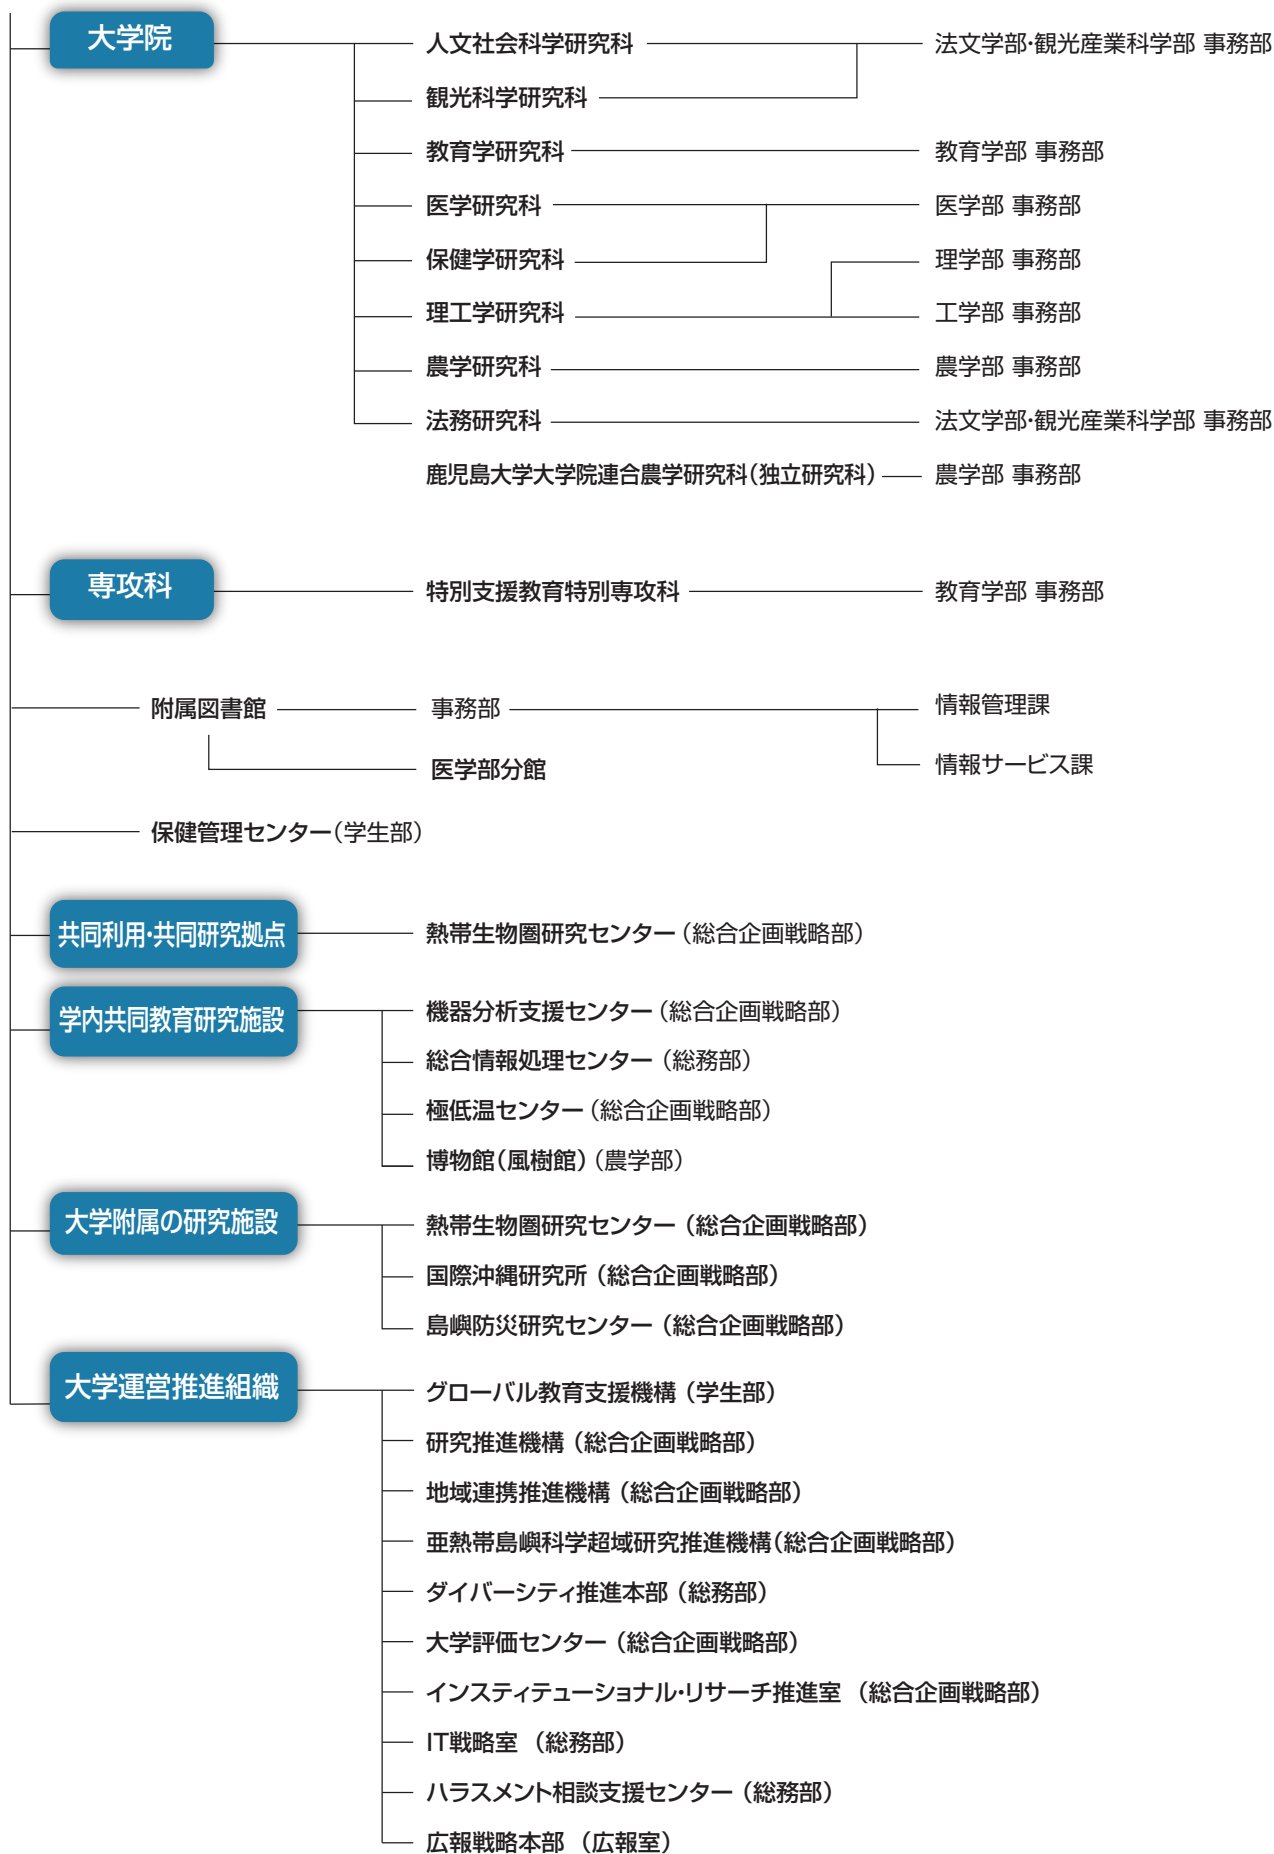 大学院
人文社会科学研究科 法文学部・観光産業科学部 事務部
観光科学研究科
教育学研究科 教育学部 事務部
医学研究科 医学部 事務部
保健学研究科 理学部 事務部
理工学研究科 工学部 事務部
農学研究科 農学部 事務部
法務研究科 法文学部・観光産業科学部 事務部
鹿児島大学大学院連合農学研究科(独立研究科) 農学部 事務部
専攻科 特別支援教育特別専攻科 教育学部 事務部
附属図書館 事務部 情報管理課
医学部分館 情報サービス課
保健管理センター(学生部)
共同利用・共同研究拠点 熱帯生物圏研究センター(総合企画戦略部)
学内共同教育研究施設 機器分析支援センター(総合企画戦略部)
総合情報処理センター(総務部)
極低温センター(総合企画戦略部)
博物館(風樹館)(農学部)
大学附属の研究施設 熱帯生物圏研究センター(総合企画戦略部)
国際沖縄研究所(総合企画戦略部)
島嶼防災研究センター(総合企画戦略部)
大学運営推進組織 グローバル教育支援機構(学生部)
研究推進機構(総合企画戦略部)
地域連携推進機構(総合企画戦略部)
亜熱帯島嶼科学超域研究推進機構(総合企画戦略部)
ダイバーシティ推進本部(総務部)
大学評価センター(総合企画戦略部)
インスティテューショナル・リサーチ推進室 (総合企画戦略部)
IT戦略室 (総務部)
ハラスメント相談支援センター(総務部)
広報戦略本部 (広報室)